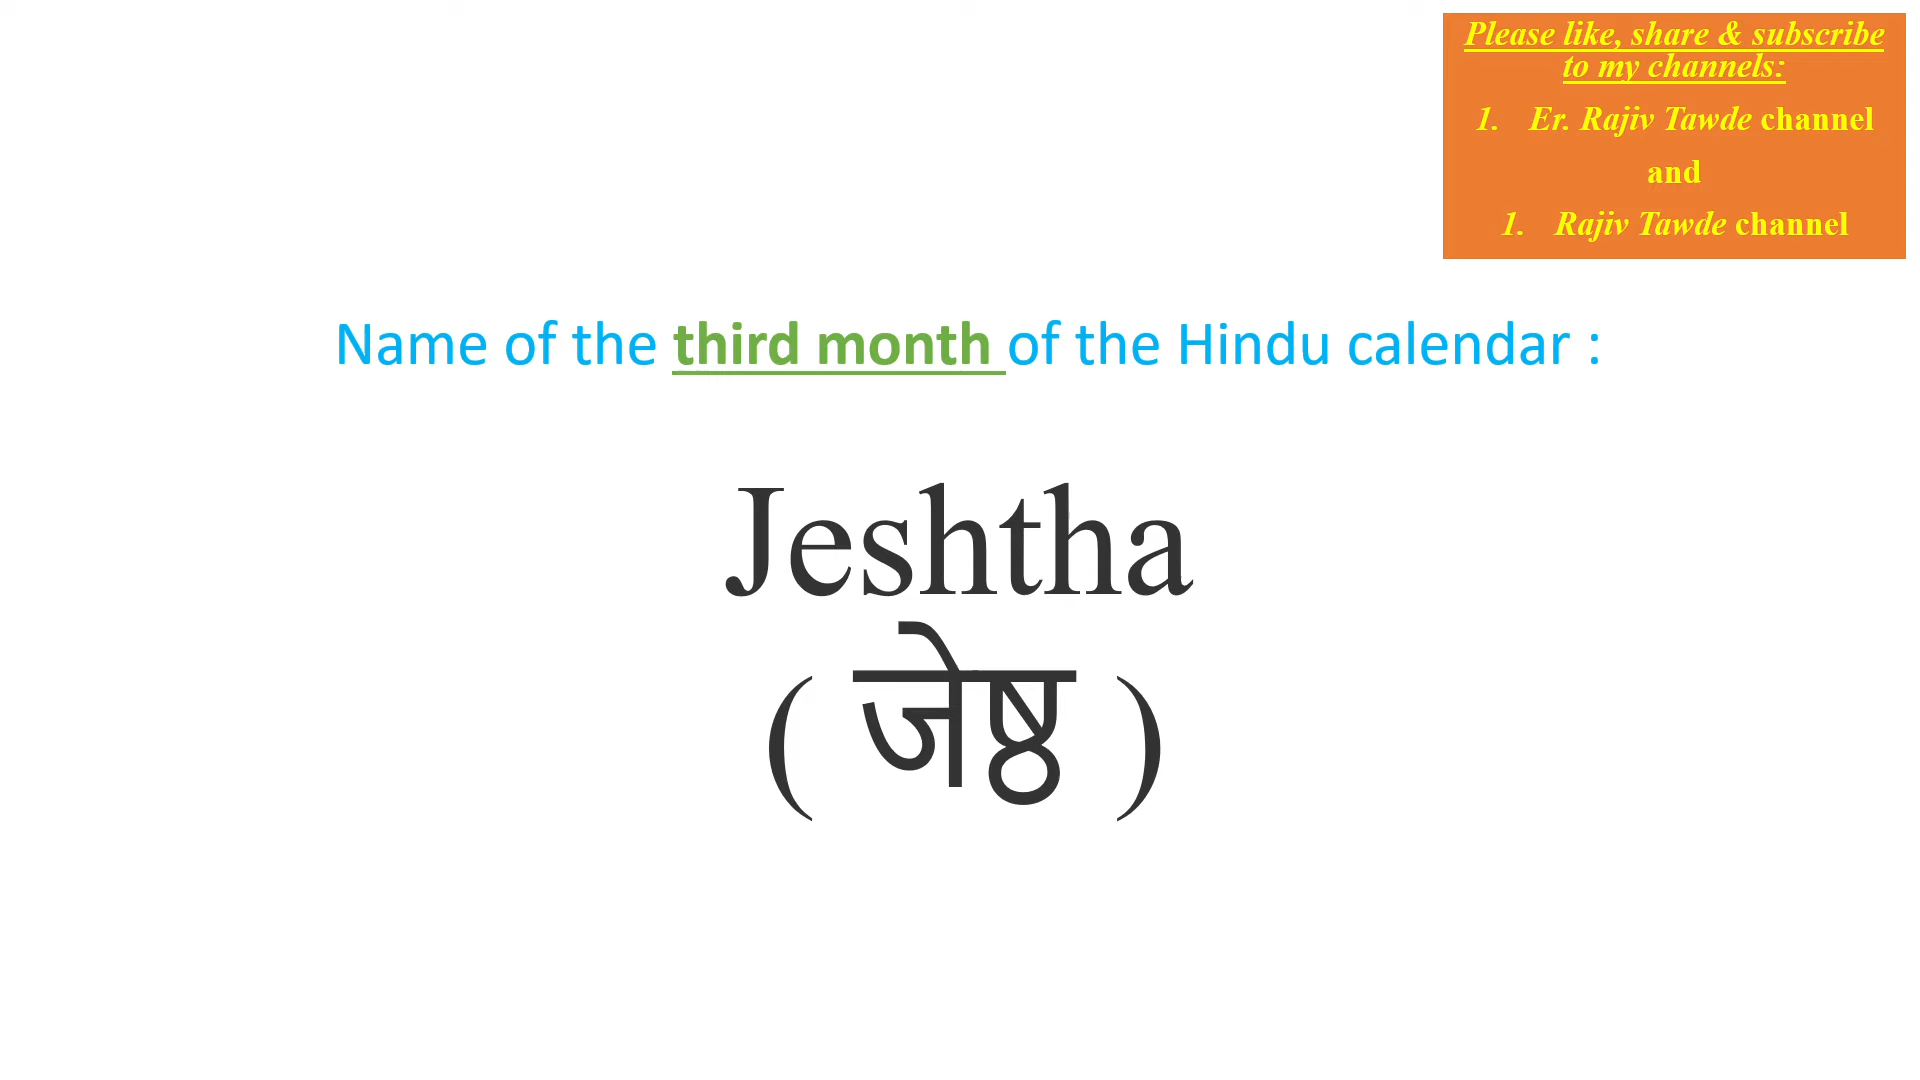 Please like, share & subscribe
to my channels:
1. Er. Rajiv Tawde channel
and
1. Rajiv Tawde channel
Name of the third month of the Hindu calendar :
Jeshtha
( जेष्ठ )